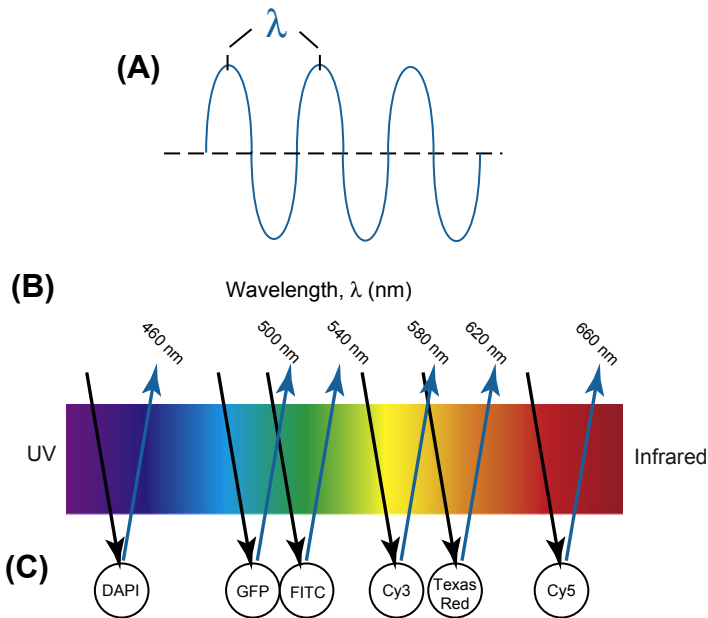 λ
(A)
(B)
Wavelength, λ (nm)
460 nm
500 nm
540 nm
580 nm
620 nm
660 nm
UV
Infrared
(C)
DAPI
GFP
FITC
Cy3
Texas
Red
Cy5